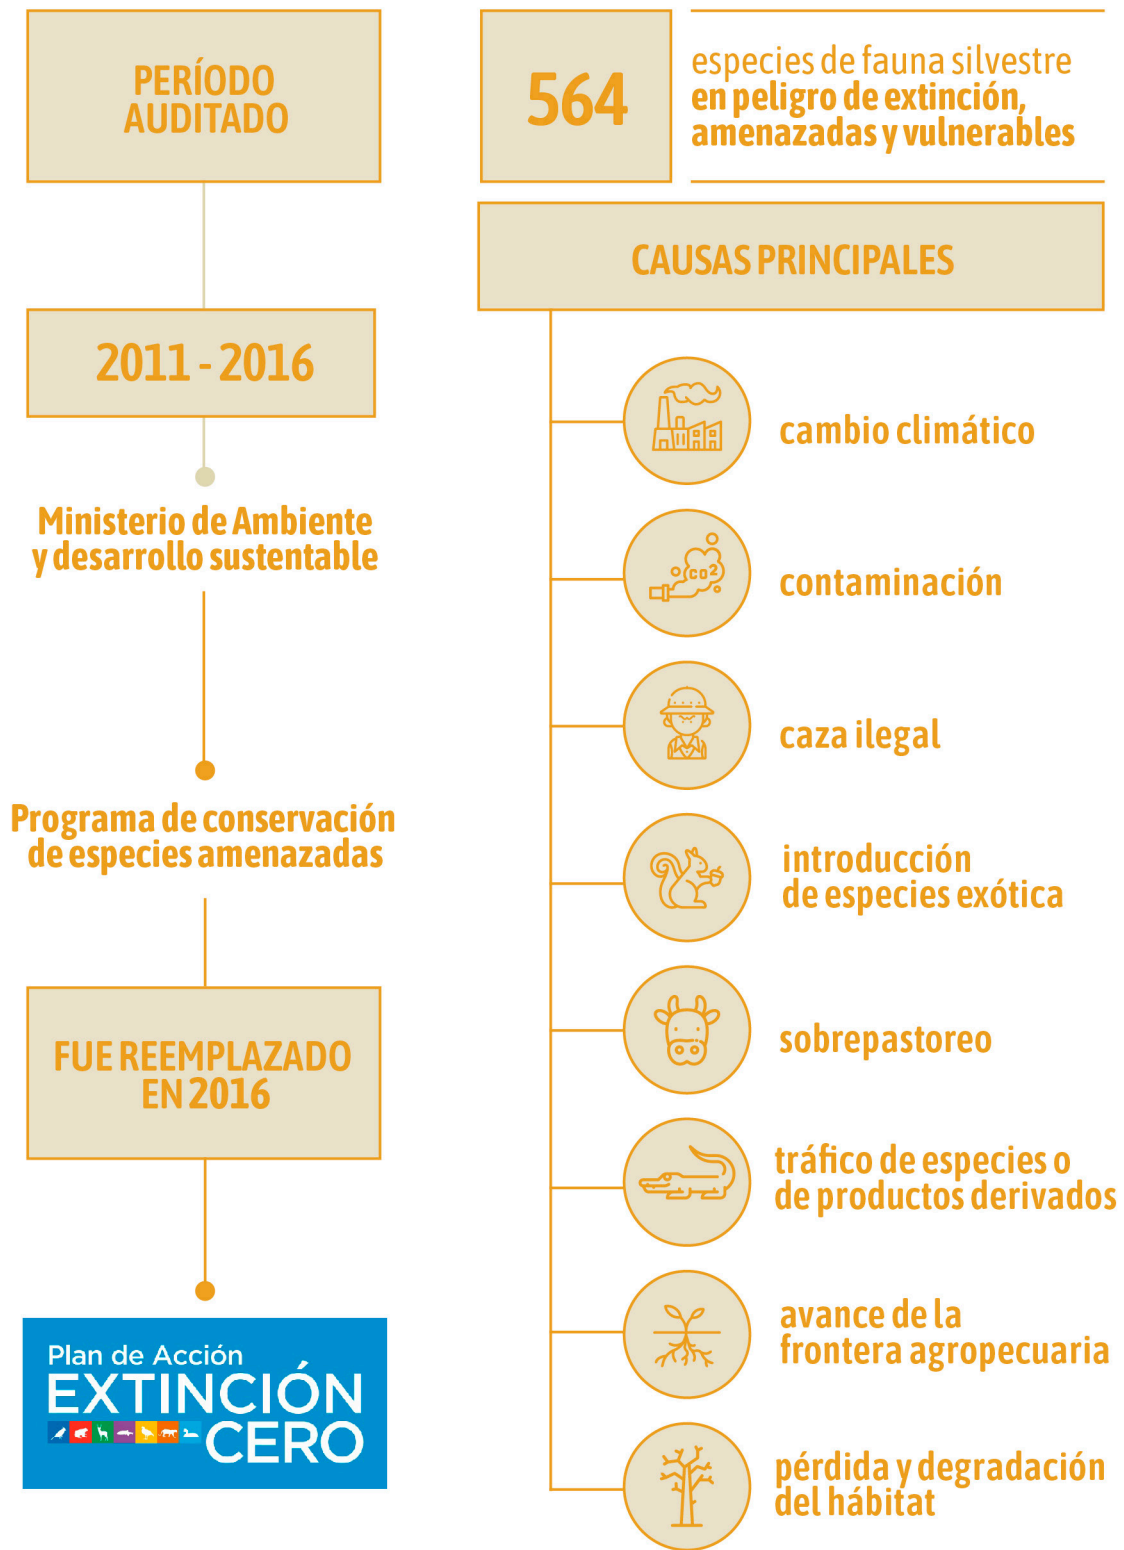 PERÍODO
AUDITADO
2011 - 2016
Ministerio de Ambiente
y desarrollo sustentable
Programa de conservación
de especies amenazadas
FUE REEMPLAZADO
EN 2016
Plan de Acción
EXTINCIÓN
CERO
564
especies de fauna silvestre
en peligro de extinción,
amenazadas y vulnerables
CAUSAS PRINCIPALES
cambio climático
CO2
contaminación
caza ilegal
introducción
de especies exótica
sobrepastoreo
tráfico de especies o
de productos derivados
avance de la
frontera agropecuaria
pérdida y degradación
del hábitat